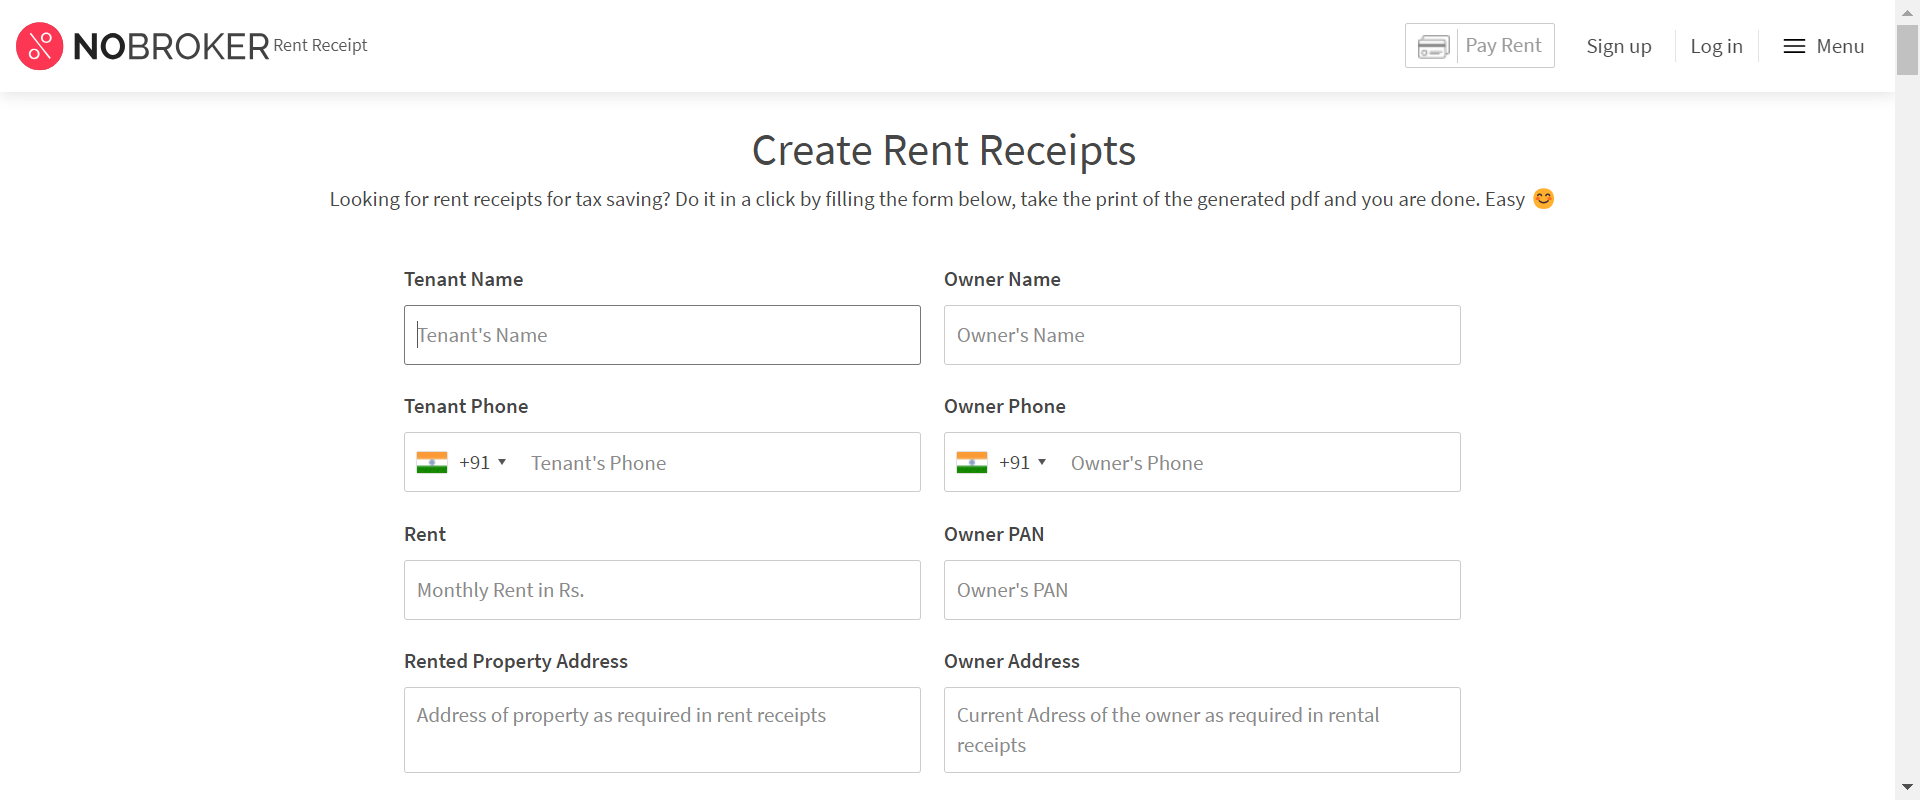 NOBROKER Rent Receipt
Pay Rent
Sign up
Log in
Menu
Create Rent Receipts
Looking for rent receipts for tax saving? Do it in a click by filling the form below, take the print of the generated pdf and you are done. Easy 😊
Tenant Name
Owner Name
Tenant's Name
Owner's Name
Tenant Phone
Owner Phone
+91 Tenant's Phone
+91 Owner's Phone
Rent
Owner PAN
Monthly Rent in Rs.
Owner's PAN
Rented Property Address
Owner Address
Address of property as required in rent receipts
Current Adress of the owner as required in rental
receipts